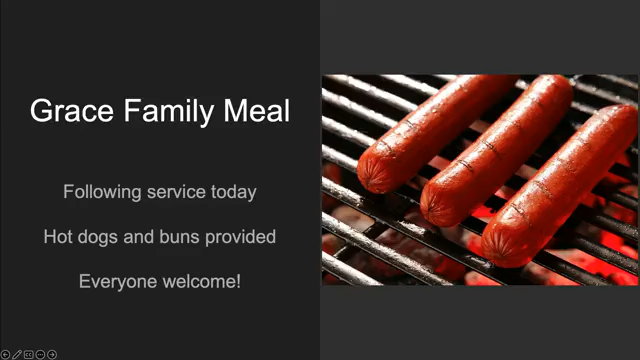 Grace Family Meal
Following service today
Hot dogs and buns provided
Everyone welcome!